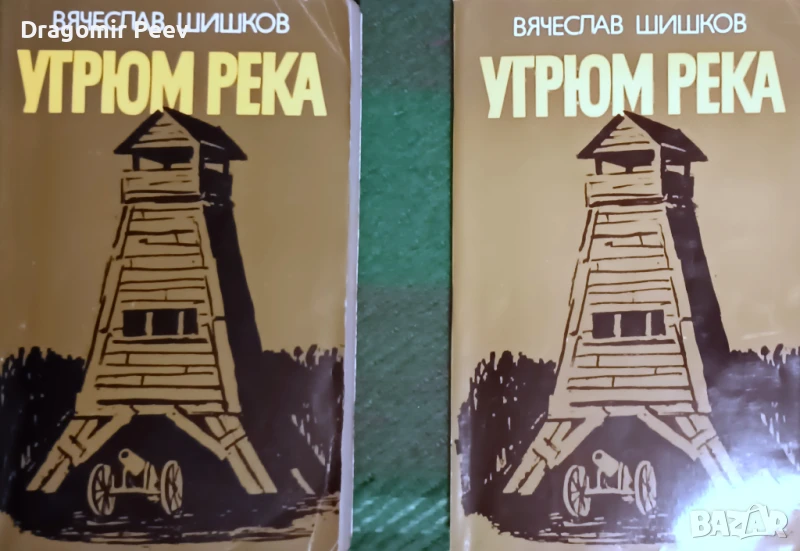 Dragomir Peev
ВЯЧЕСЛАВ ШИШКОВ
УГРЮМ РЕКА
ВЯЧЕСЛАВ ШИШКОВ
УГРЮМ РЕКА
BAZAR